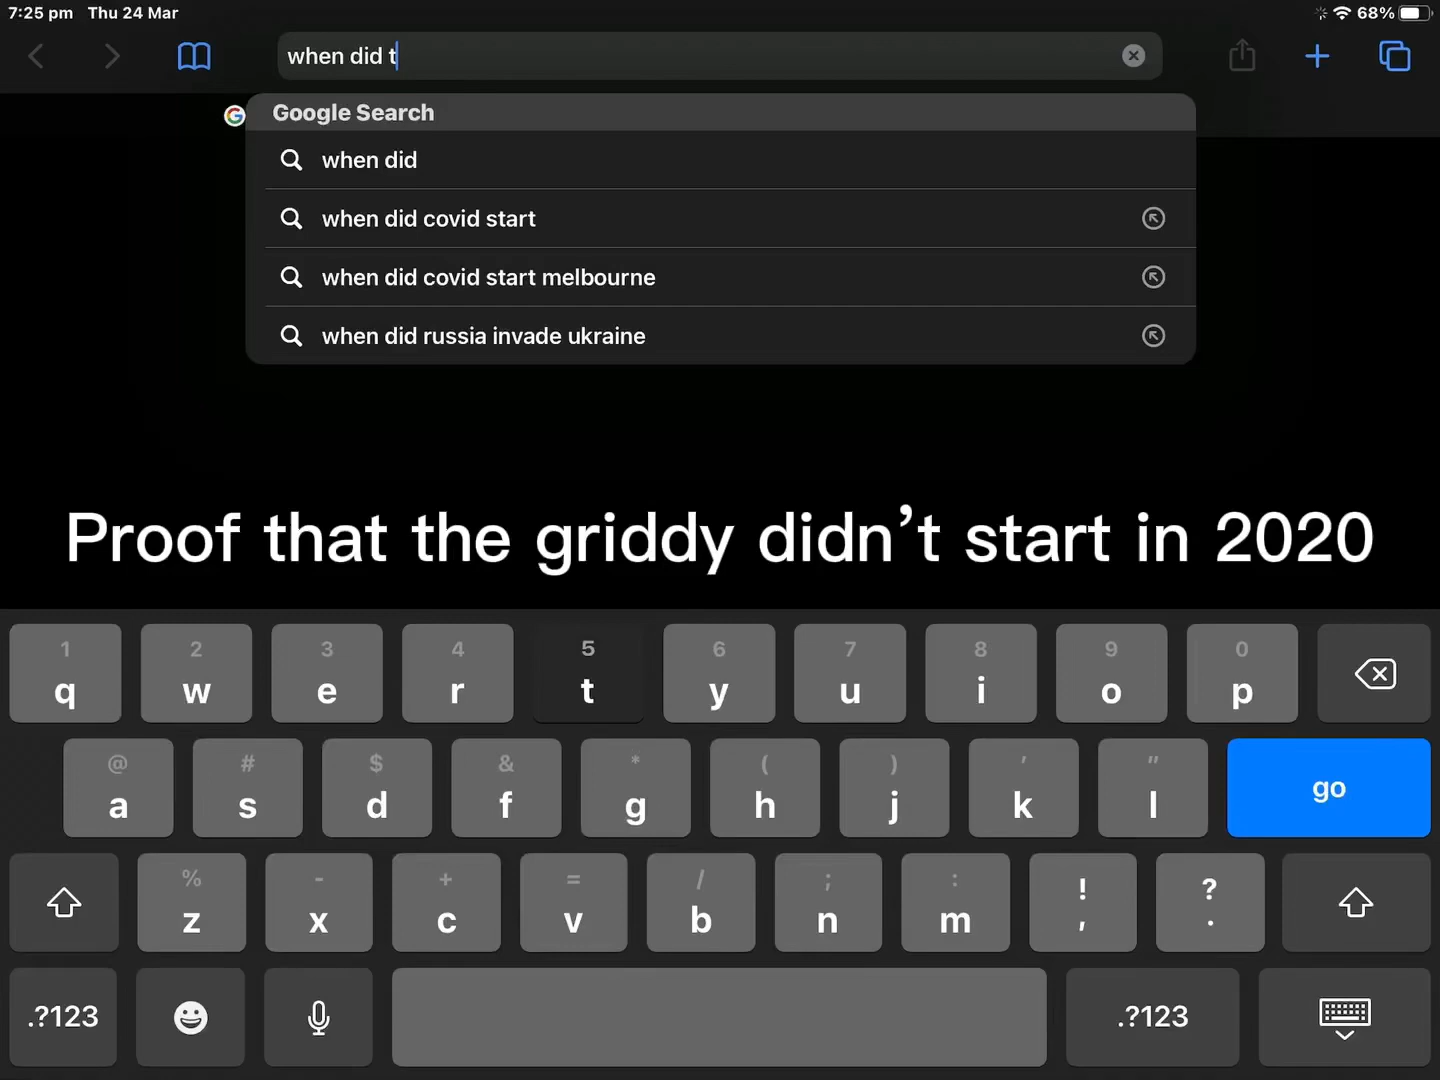 7:25 pm Thu 24 Mar 68%
when did t
Google Search
when did
when did covid start
when did covid start melbourne
when did russia invade ukraine
Proof that the griddy didn't start in 2020
1 2 3 4 5 6 7 8 9 0
q w e r t y u i o p
@ # $ & * ( ) ' "
a s d f g h j k l go
% - + = / ; : ! ?
z x c v b n m , .
.?123 .?123